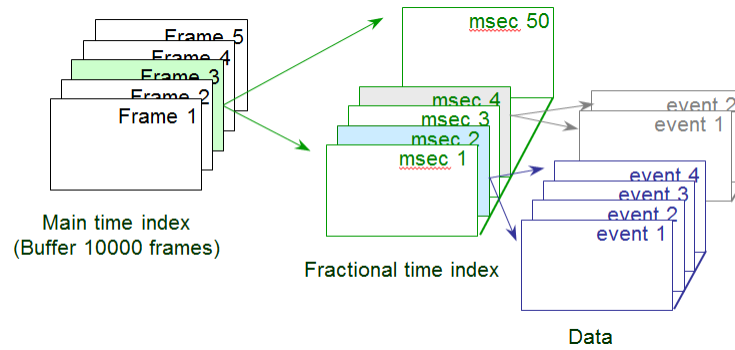 Frame 5
Frame 4
Frame 3
Frame 2
Frame 1
Main time index
(Buffer 10000 frames)
msec 50
msec 4
msec 3
msec 2
msec 1
Fractional time index
event 2
event 1
event 4
event 3
event 2
event 1
Data